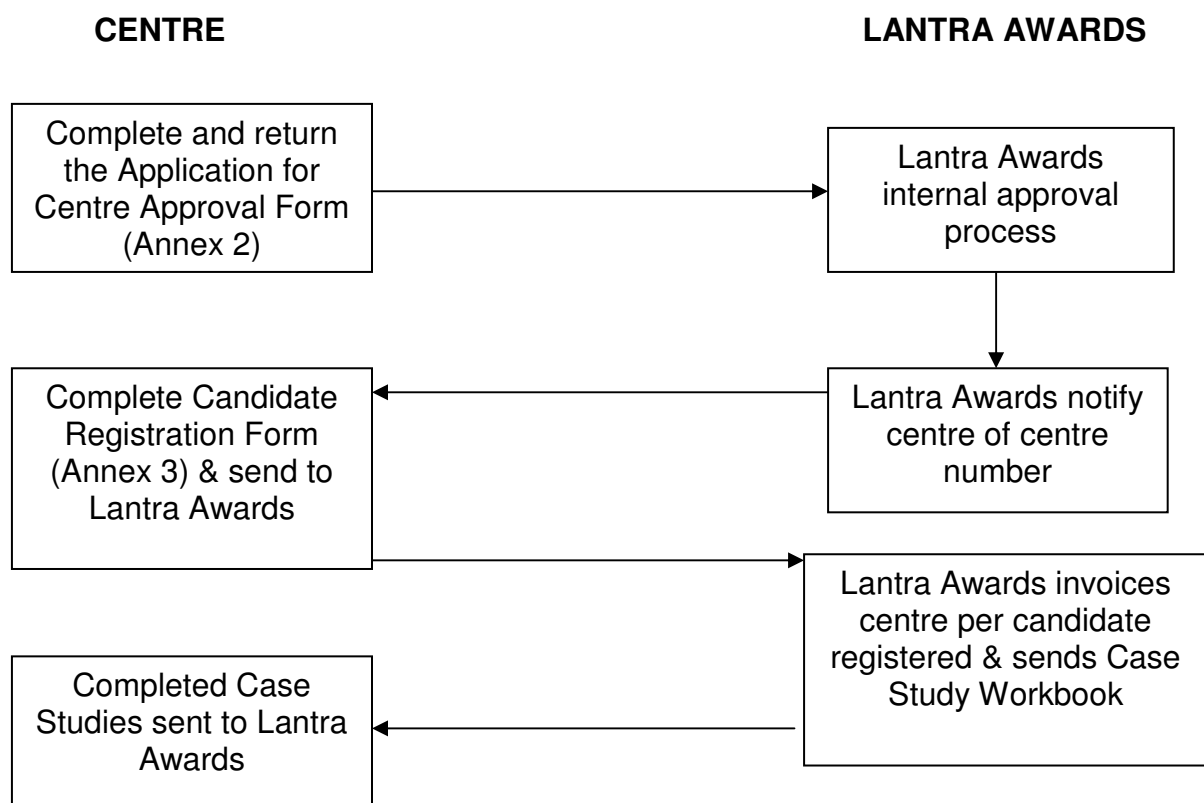 CENTRE
LANTRA AWARDS
Complete and return
the Application for
Centre Approval Form
(Annex 2)
Lantra Awards
internal approval
process
Complete Candidate
Registration Form
(Annex 3) & send to
Lantra Awards
Lantra Awards notify
centre of centre
number
Lantra Awards invoices
centre per candidate
registered & sends Case
Study Workbook
Completed Case
Studies sent to Lantra
Awards